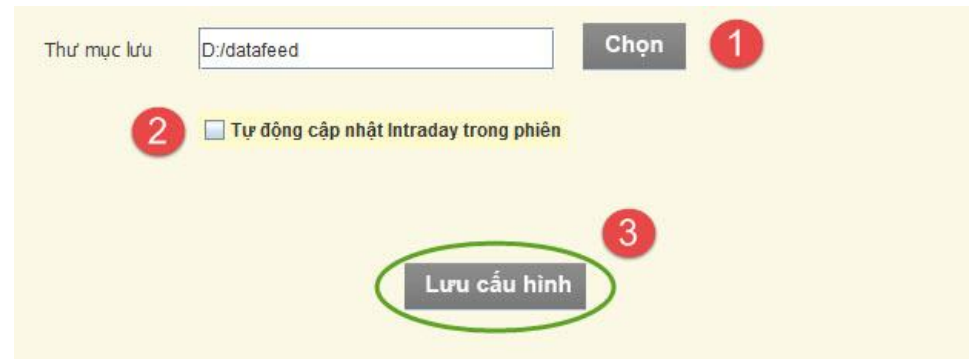 Thư mục lưu D:/datafeed Chọn 1
2 Tự động cập nhật Intraday trong phiên
3
Lưu cấu hình